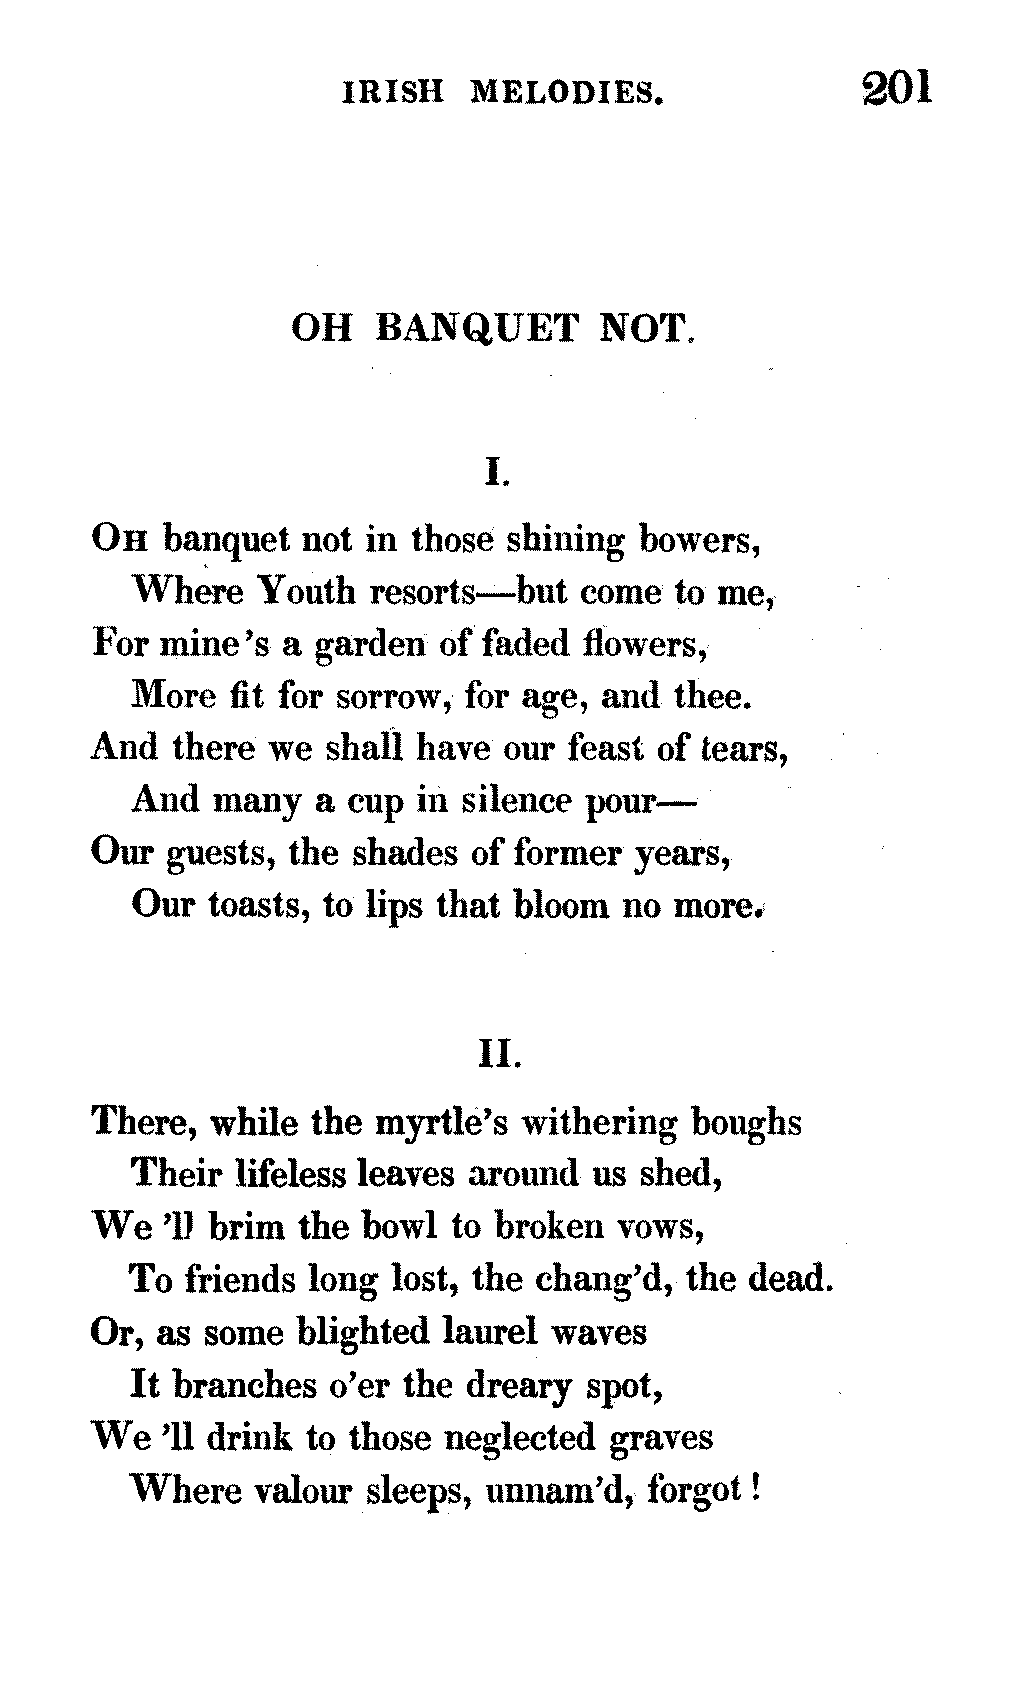 IRISH MELODIES. 201
OH BANQUET NOT.
I.
OH banquet not in those shining bowers,
Where Youth resorts—but come to me,
For mine's a garden of faded flowers,
More fit for sorrow, for age, and thee.
And there we shall have our feast of tears,
And many a cup in silence pour—
Our guests, the shades of former years,
Our toasts, to lips that bloom no more.
II.
There, while the myrtle's withering boughs
Their lifeless leaves around us shed,
We 'll brim the bowl to broken vows,
To friends long lost, the chang'd, the dead.
Or, as some blighted laurel waves
It branches o'er the dreary spot,
We 'll drink to those neglected graves
Where valour sleeps, unnam'd, forgot !